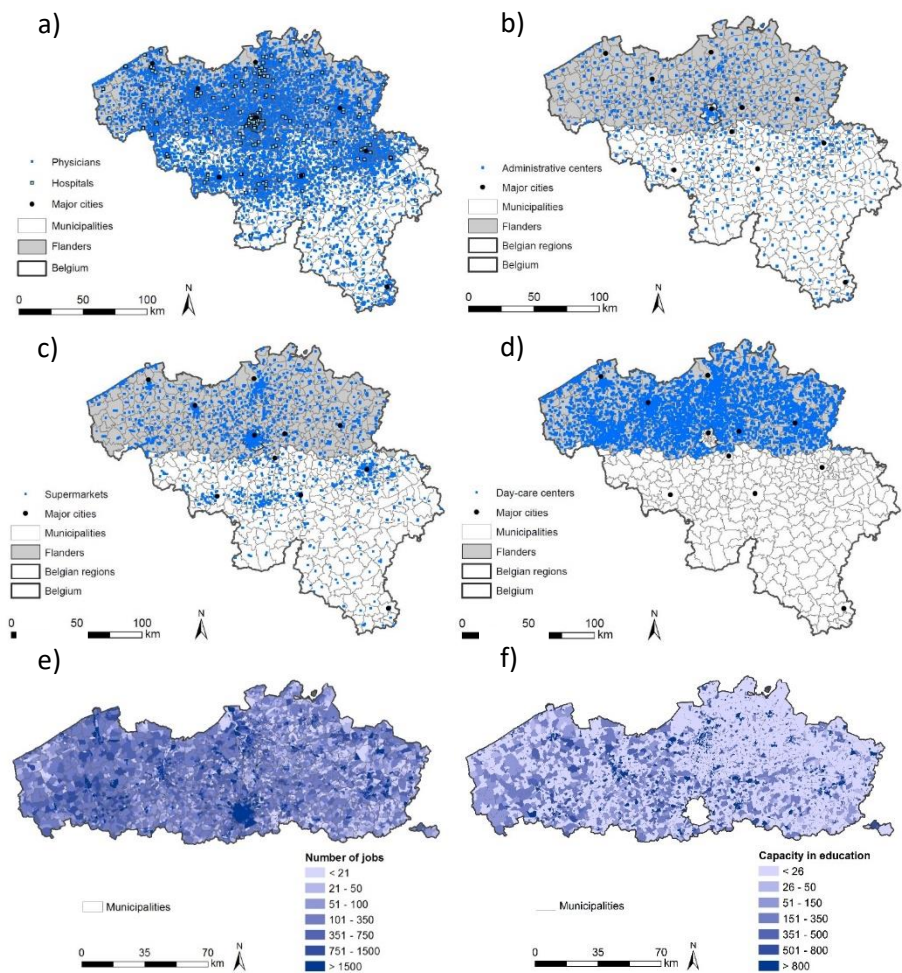 a)
Physicians
Hospitals
Major cities
Municipalities
Flanders
Belgium
0 50 100
km
N
b)
Administrative centers
Major cities
Municipalities
Flanders
Belgian regions
Belgium
0 50 100
km
N
c)
Supermarkets
Major cities
Municipalities
Flanders
Belgian regions
Belgium
0 50 100
km
N
d)
Day-care centers
Major cities
Municipalities
Flanders
Belgian regions
Belgium
0 50 100
km
N
e)
Number of jobs
< 21
21 - 50
51 - 100
101 - 350
351 - 750
751 - 1500
> 1500
Municipalities
0 35 70
km
N
f)
Capacity in education
< 26
26 - 50
51 - 150
151 - 350
351 - 500
501 - 800
> 800
Municipalities
0 35 70
km
N